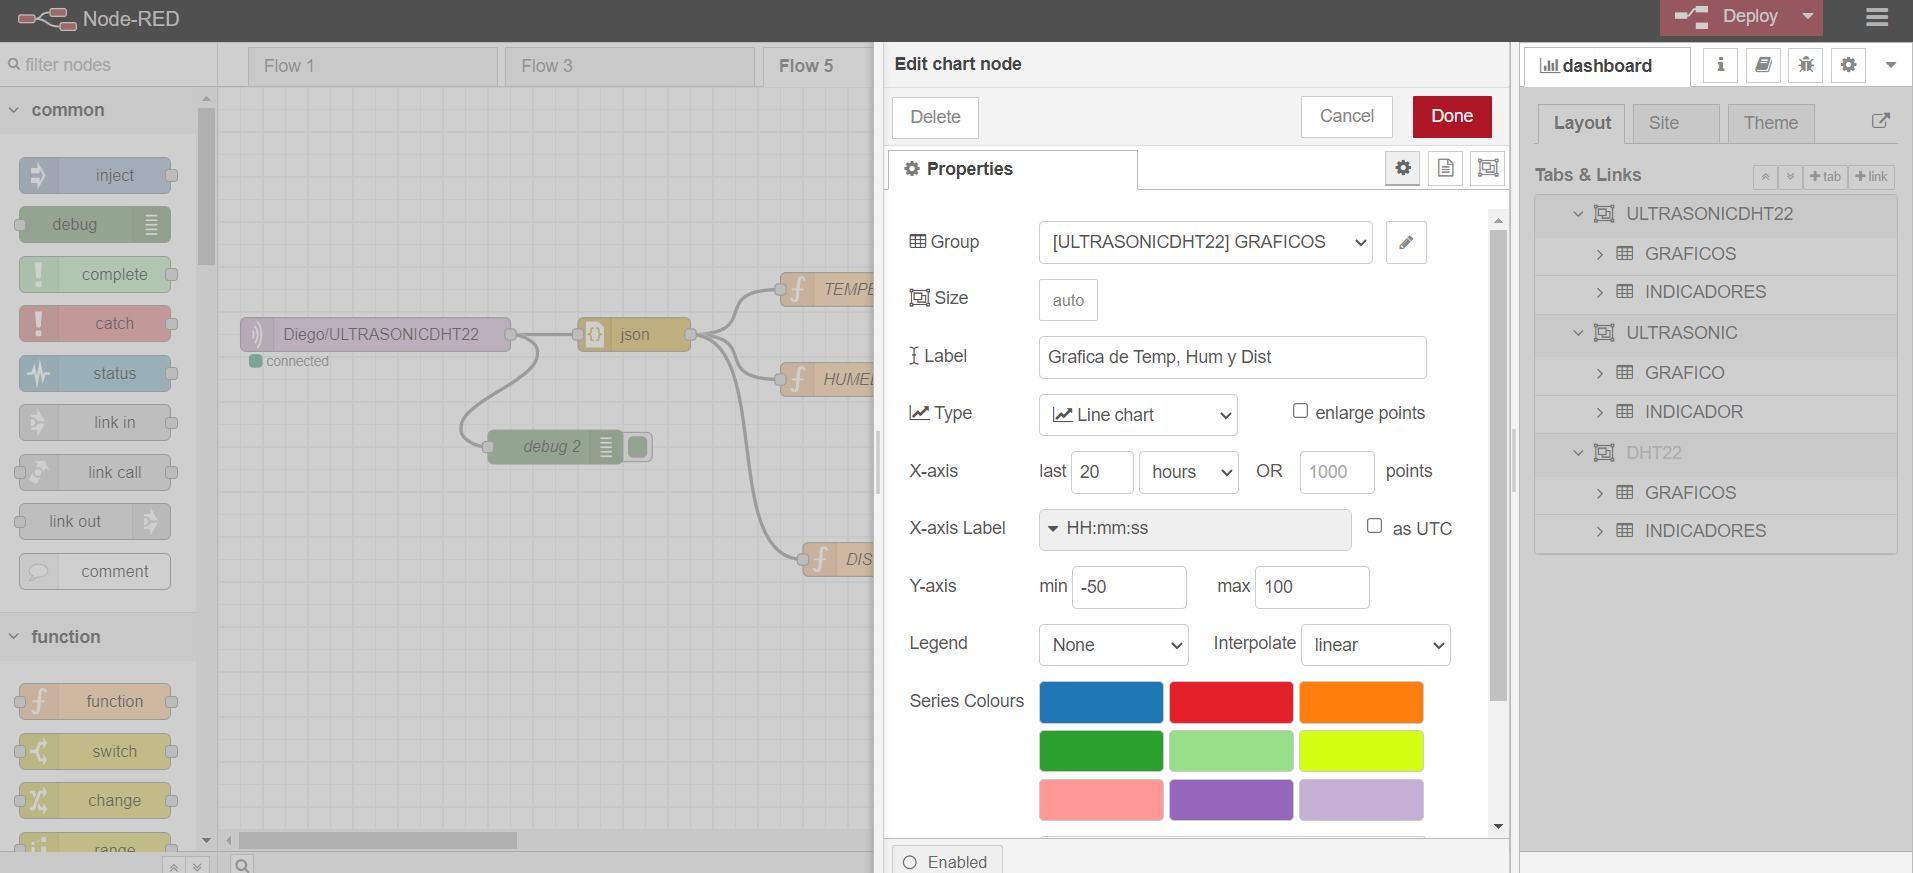 Node-RED
Deploy
filter nodes
Flow 1
Flow 3
Flow 5
common
inject
debug
complete
catch
status
link in
link call
link out
comment
function
function
switch
change
range
Diego/ULTRASONICDHT22
connected
json
debug 2
TEMPE
HUMED
DIS
Edit chart node
Delete
Cancel
Done
Properties
Group
[ULTRASONICDHT22] GRAFICOS
Size
auto
Label
Grafica de Temp, Hum y Dist
Type
Line chart
enlarge points
X-axis
last 20 hours OR 1000 points
X-axis Label
HH:mm:ss
as UTC
Y-axis
min -50 max 100
Legend
None
Interpolate
linear
Series Colours
Enabled
dashboard
Layout
Site
Theme
Tabs & Links
+tab
+link
ULTRASONICDHT22
GRAFICOS
INDICADORES
ULTRASONIC
GRAFICO
INDICADOR
DHT22
GRAFICOS
INDICADORES